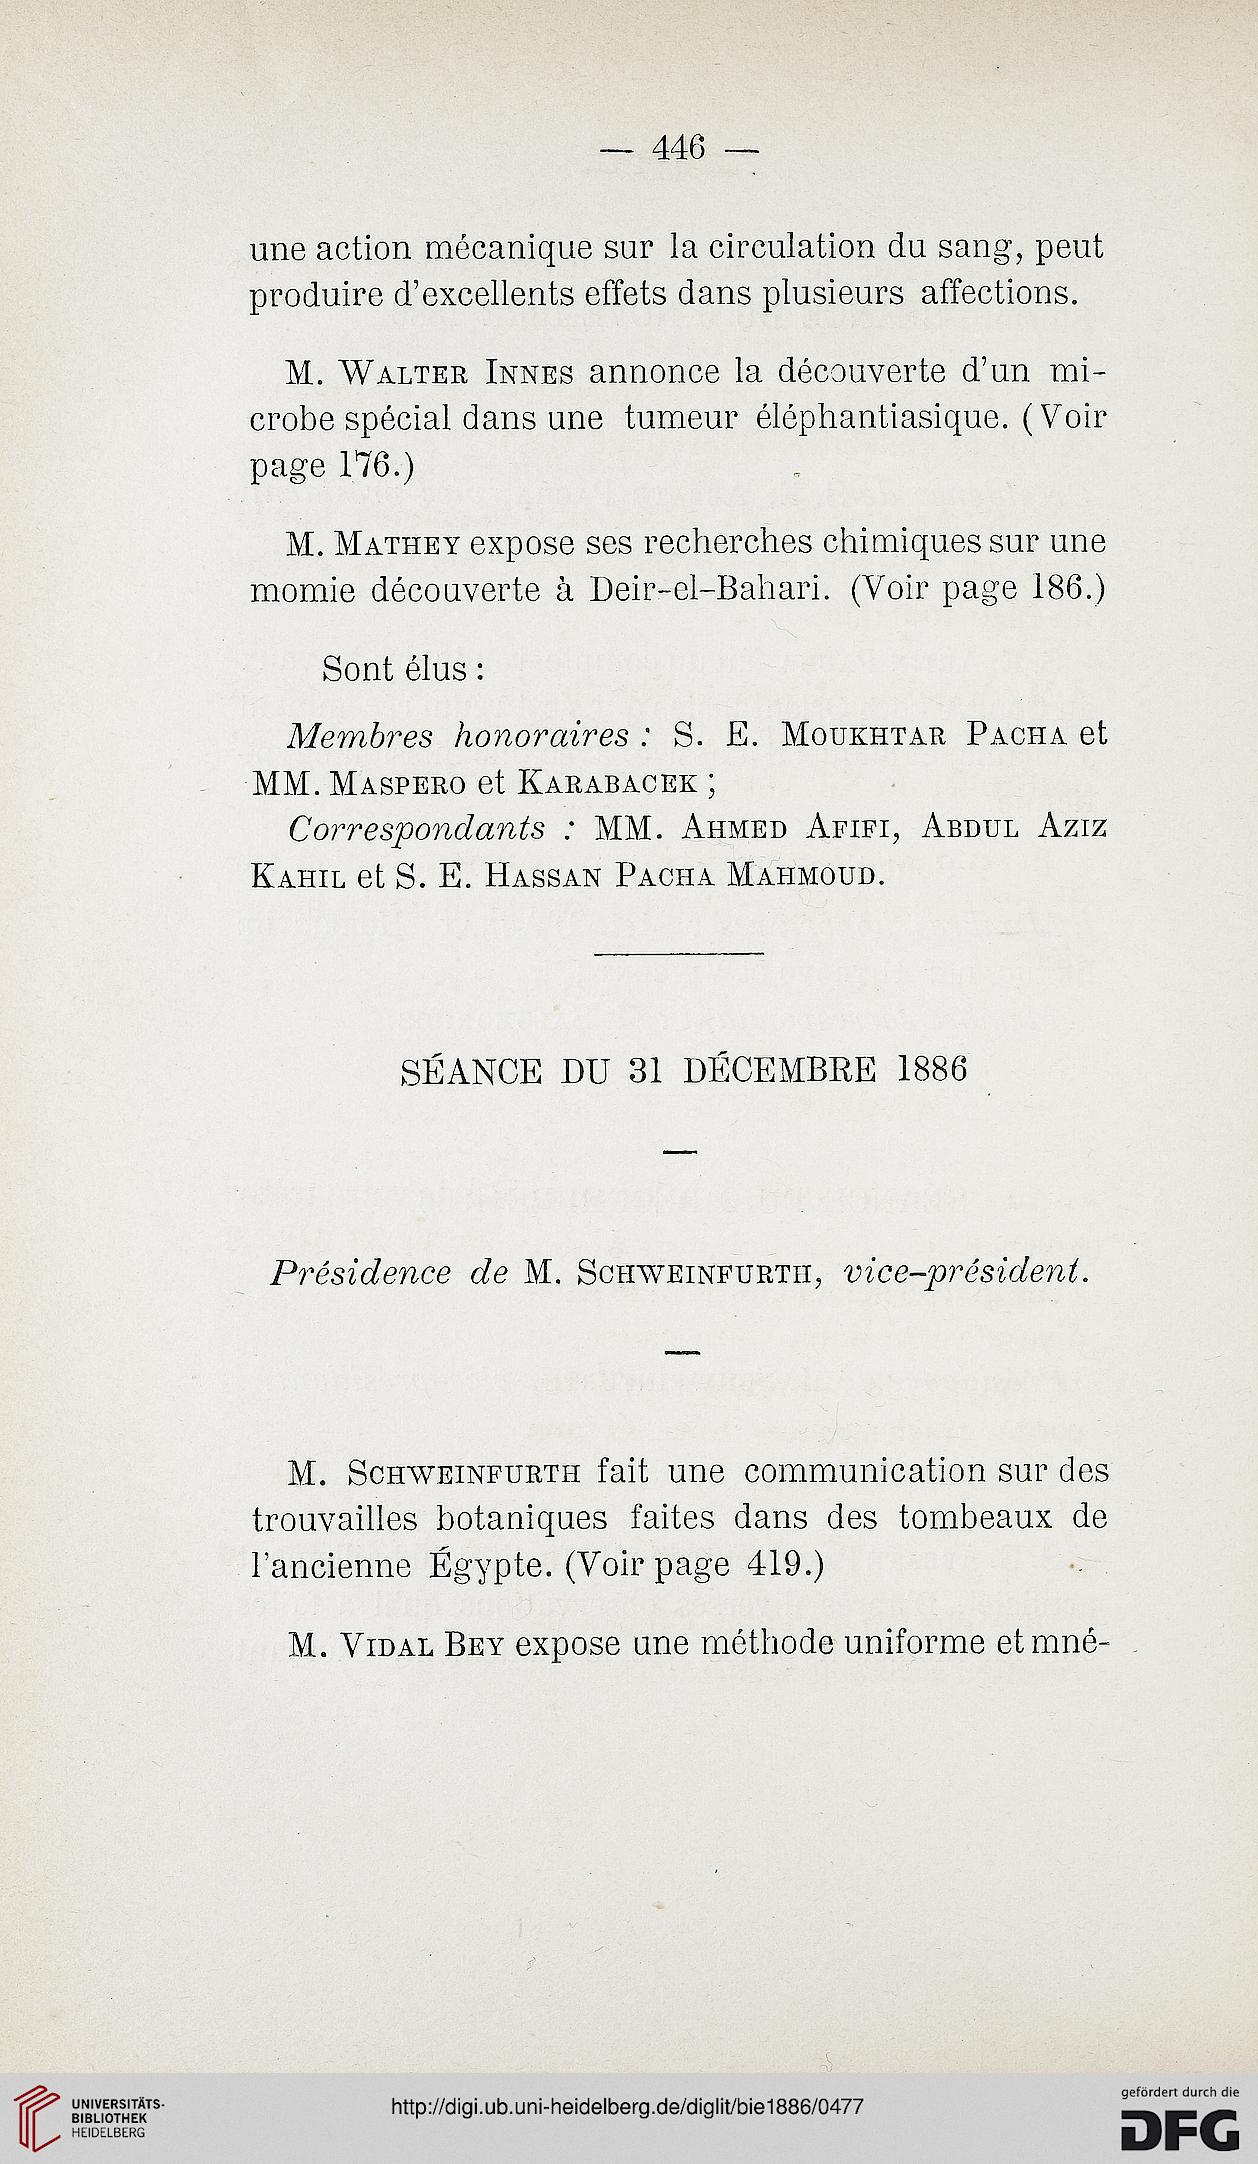 — 446 —
une action mécanique sur la circulation du sang, peut
produire d'excellents effets dans plusieurs affections.
M. Walter Innes annonce la découverte d'un mi-
crobe spécial dans une tumeur éléphantiasique. (Voir
page 176.)
M. Mathey expose ses recherches chimiques sur une
momie découverte à Deir-el-Bahari. (Voir page 186.)
Sont élus :
Membres honoraires : S. E. Moukhtar Pacha et
MM. Maspero et Karabacek ;
Correspondants : MM. Ahmed Afifi, Abdul Aziz
Kahil et S. E. Hassan Pacha Mahmoud.
SÉANCE DU 31 DÉCEMBRE 1886
Présidence de M. Schweinfurth, vice-président.
M. Schweinfurth fait une communication sur des
trouvailles botaniques faites dans des tombeaux de
l'ancienne Égypte. (Voir page 419.)
M. Vidal Bey expose une méthode uniforme et mné-
UNIVERSITÄTS-
BIBLIOTHEK
HEIDELBERG
http://digi.ub.uni-heidelberg.de/diglit/bie1886/0477
gefördert durch die
DFG